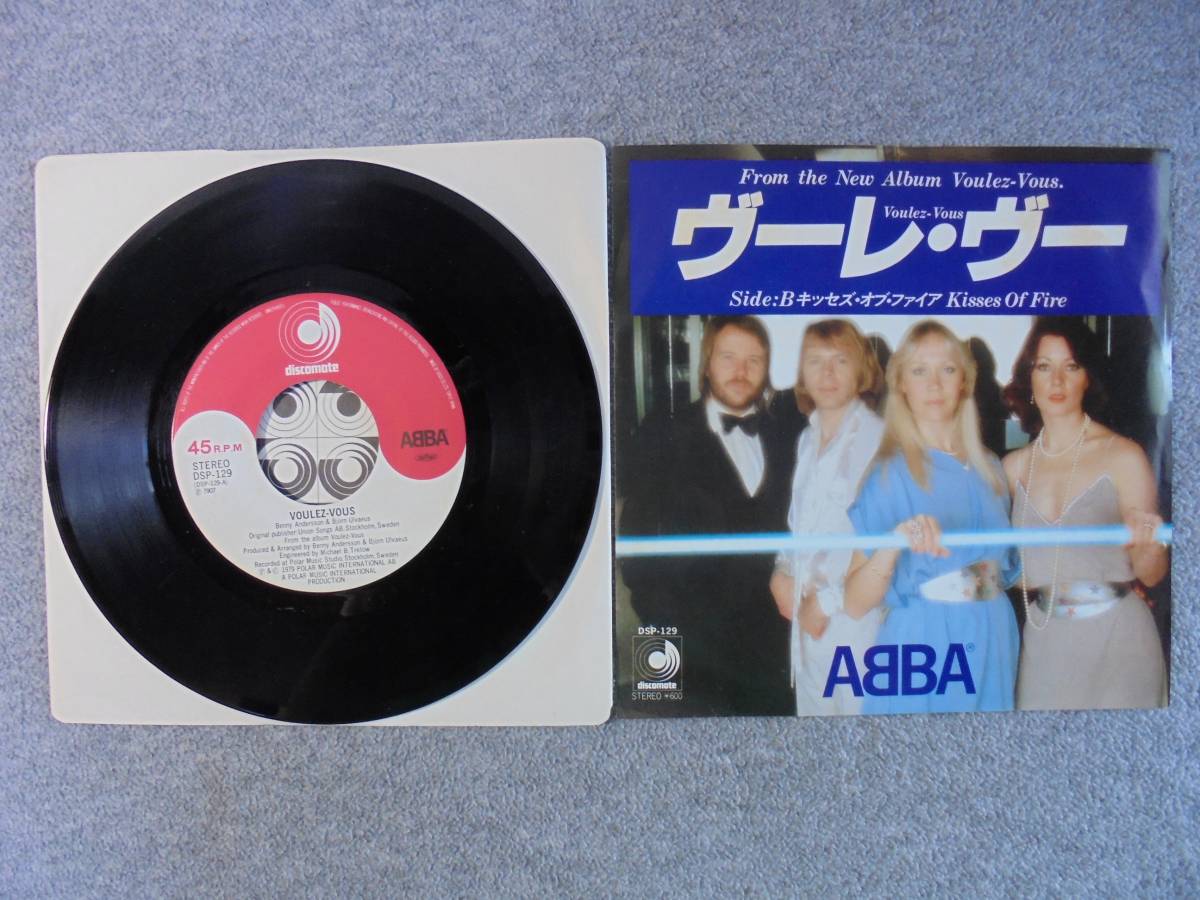 discomate
ABBA
45 R.P.M
STEREO
DSP-129
(DSP-129-A)
Ⓟ 7907
VOULEZ-VOUS
Benny Andersson & Björn Ulvaeus
Original publisher: Union Songs AB, Stockholm, Sweden
From the album Voulez-Vous
Produced & Arranged by Benny Andersson & Björn Ulvaeus
Engineered by Michael B. Tretow
Recorded at Polar Music Studio, Stockholm, Sweden
Ⓟ & © 1979 POLAR MUSIC INTERNATIONAL AB
A POLAR MUSIC INTERNATIONAL
PRODUCTION
From the New Album Voulez-Vous.
Voulez-Vous
ヴーレ・ヴー
Side:B キッセズ・オブ・ファイア Kisses Of Fire
DSP-129
discomate
STEREO ¥600
ABBA®